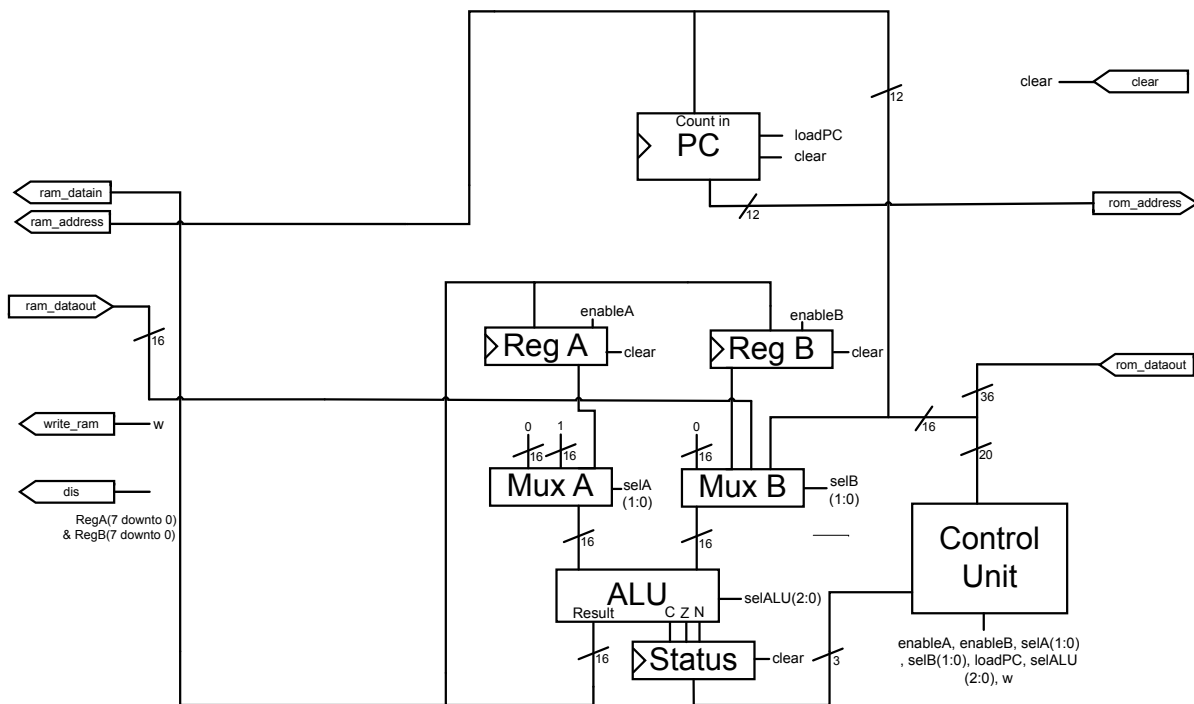 12
clear
clear
Count in
PC
loadPC
clear
ram_datain
ram_address
12
rom_address
ram_dataout
16
enableA
Reg A
clear
enableB
Reg B
clear
rom_dataout
36
write_ram
w
16
20
0
16
1
16
0
16
Mux A
selA
(1:0)
Mux B
selB
(1:0)
dis
RegA(7 downto 0)
& RegB(7 downto 0)
16
16
Control
Unit
ALU
Result
C Z N
selALU(2:0)
16
Status
clear
3
enableA, enableB, selA(1:0)
, selB(1:0), loadPC, selALU
(2:0), w